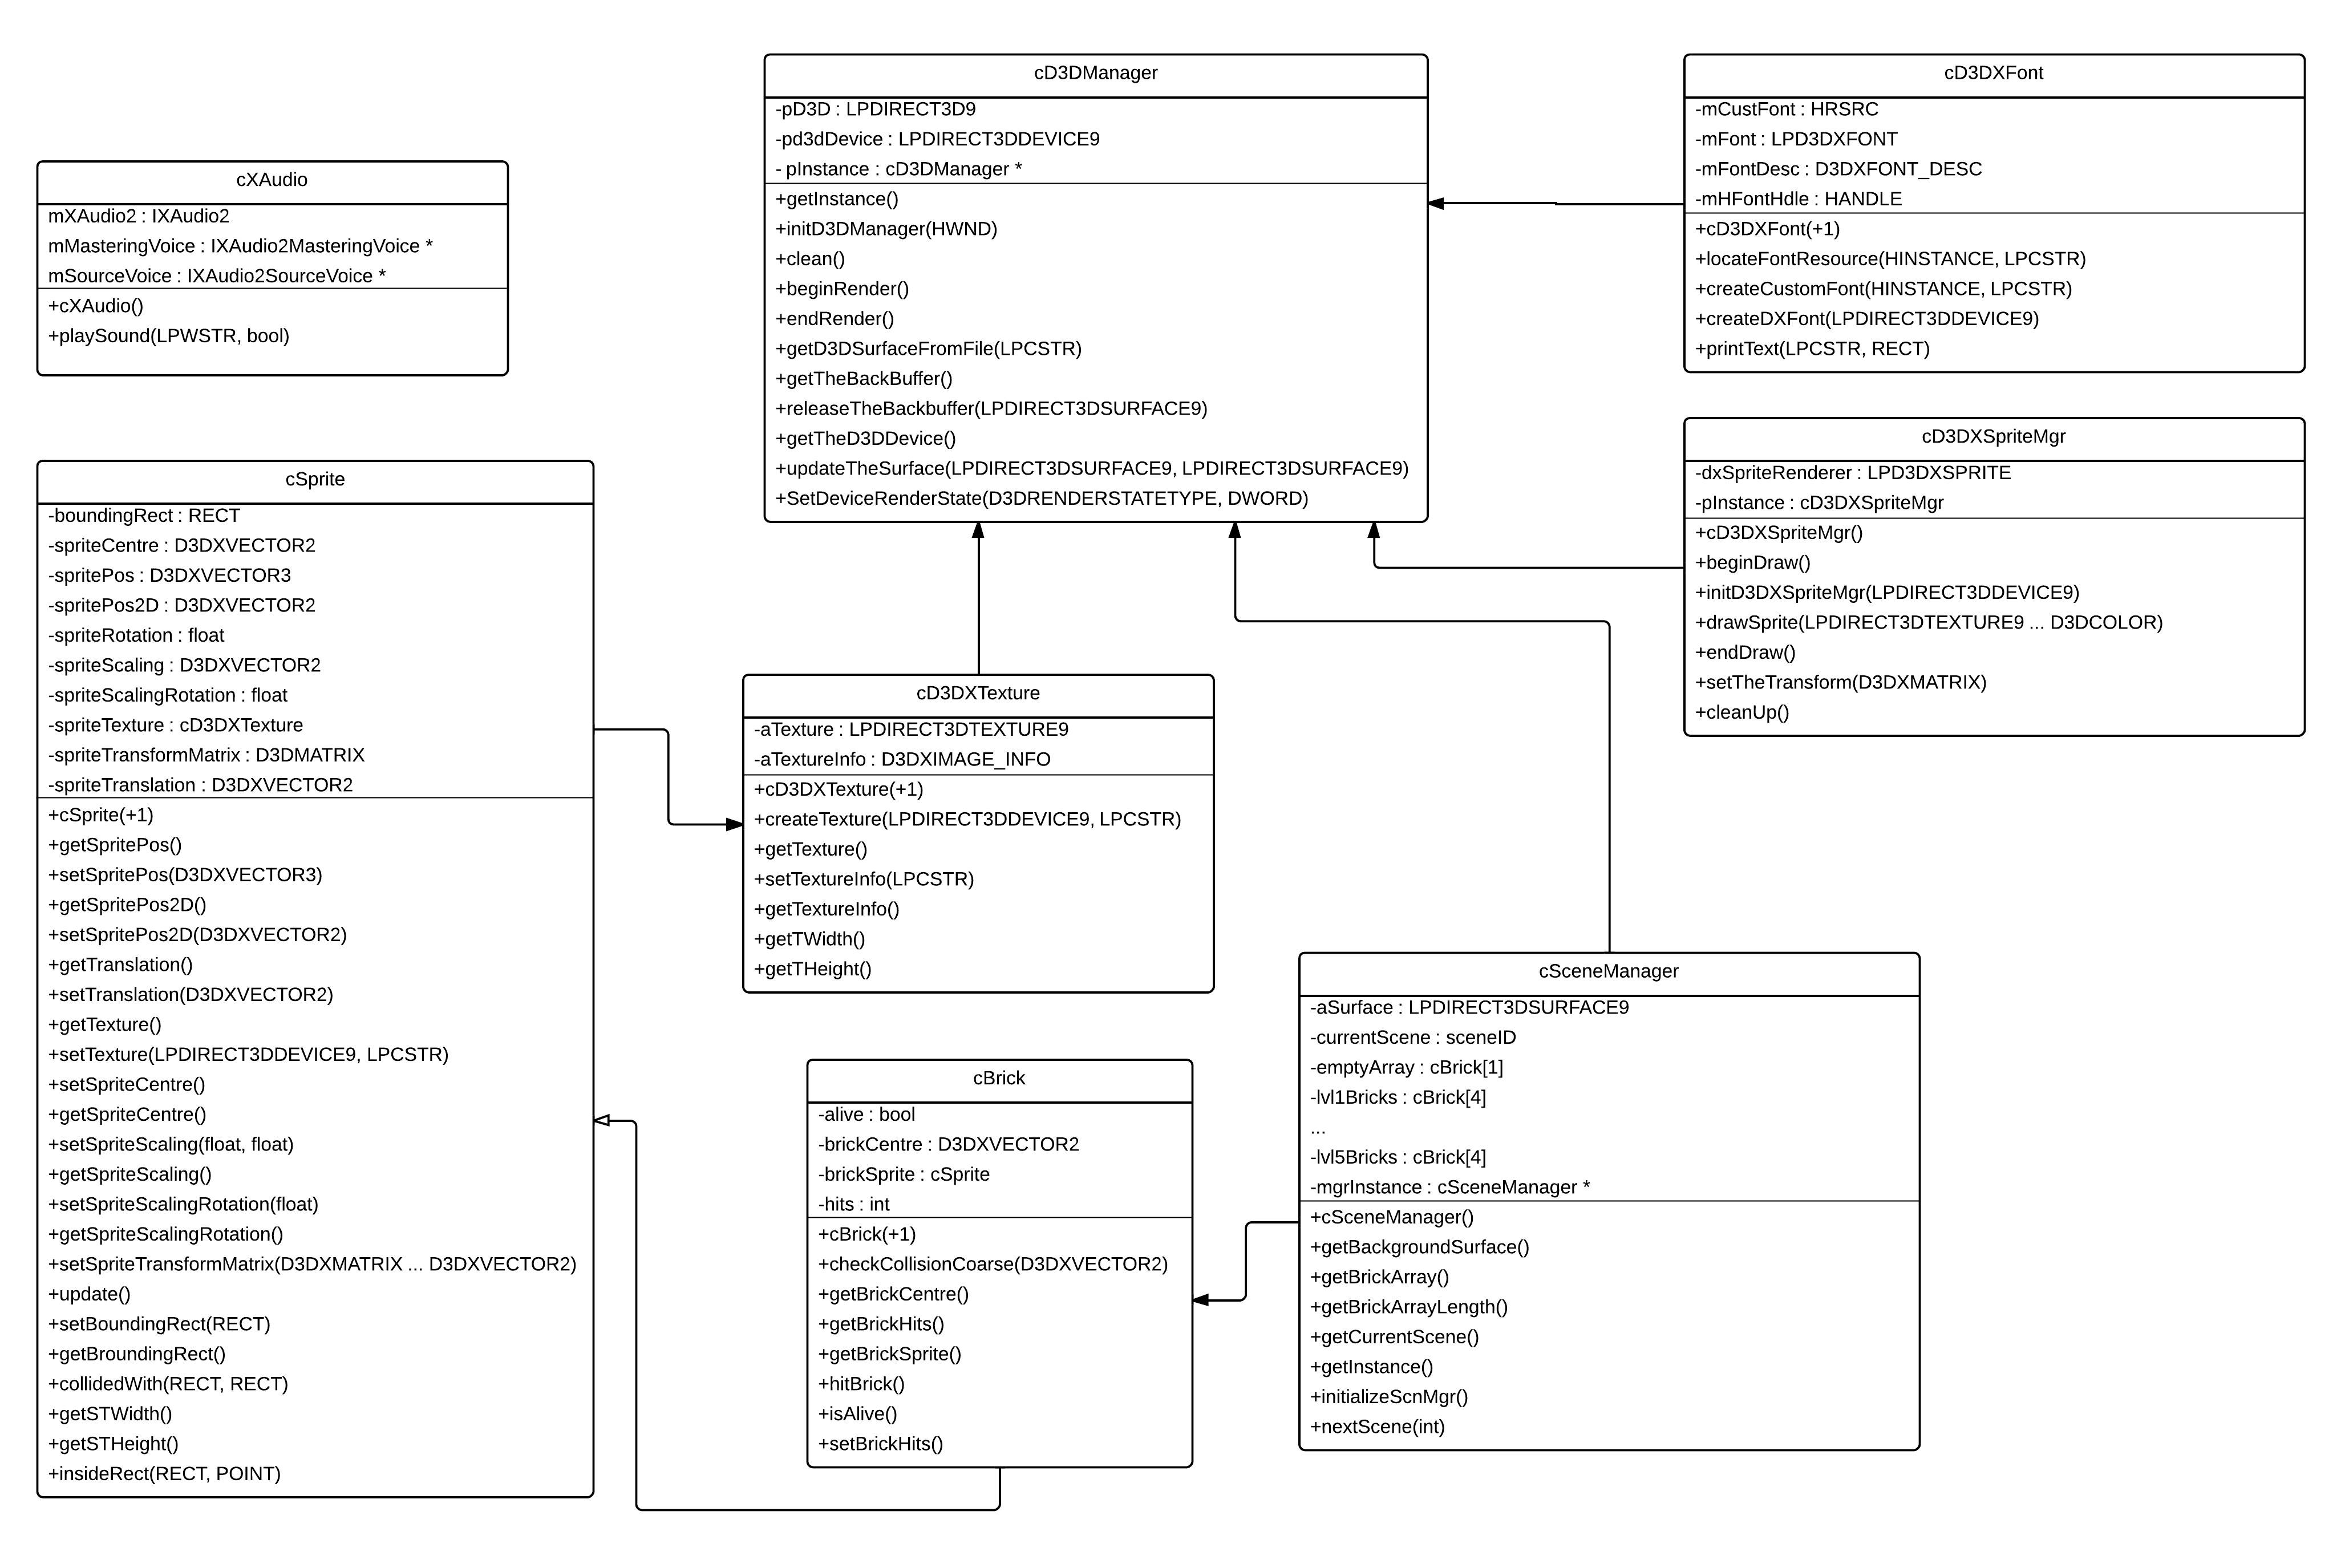 cD3DManager
-pD3D : LPDIRECT3D9
-pd3dDevice : LPDIRECT3DDEVICE9
- pInstance : cD3DManager *
+getInstance()
+initD3DManager(HWND)
+clean()
+beginRender()
+endRender()
+getD3DSurfaceFromFile(LPCSTR)
+getTheBackBuffer()
+releaseTheBackbuffer(LPDIRECT3DSURFACE9)
+getTheD3DDevice()
+updateTheSurface(LPDIRECT3DSURFACE9, LPDIRECT3DSURFACE9)
+SetDeviceRenderState(D3DRENDERSTATETYPE, DWORD)
cD3DXFont
-mCustFont : HRSRC
-mFont : LPD3DXFONT
-mFontDesc : D3DXFONT_DESC
-mHFontHdle : HANDLE
+cD3DXFont(+1)
+locateFontResource(HINSTANCE, LPCSTR)
+createCustomFont(HINSTANCE, LPCSTR)
+createDXFont(LPDIRECT3DDEVICE9)
+printText(LPCSTR, RECT)
cXAudio
mXAudio2 : IXAudio2
mMasteringVoice : IXAudio2MasteringVoice *
mSourceVoice : IXAudio2SourceVoice *
+cXAudio()
+playSound(LPWSTR, bool)
cD3DXSpriteMgr
-dxSpriteRenderer : LPD3DXSPRITE
-pInstance : cD3DXSpriteMgr
+cD3DXSpriteMgr()
+beginDraw()
+initD3DXSpriteMgr(LPDIRECT3DDEVICE9)
+drawSprite(LPDIRECT3DTEXTURE9 ... D3DCOLOR)
+endDraw()
+setTheTransform(D3DXMATRIX)
+cleanUp()
cSprite
-boundingRect : RECT
-spriteCentre : D3DXVECTOR2
-spritePos : D3DXVECTOR3
-spritePos2D : D3DXVECTOR2
-spriteRotation : float
-spriteScaling : D3DXVECTOR2
-spriteScalingRotation : float
-spriteTexture : cD3DXTexture
-spriteTransformMatrix : D3DMATRIX
-spriteTranslation : D3DXVECTOR2
+cSprite(+1)
+getSpritePos()
+setSpritePos(D3DXVECTOR3)
+getSpritePos2D()
+setSpritePos2D(D3DXVECTOR2)
+getTranslation()
+setTranslation(D3DXVECTOR2)
+getTexture()
+setTexture(LPDIRECT3DDEVICE9, LPCSTR)
+setSpriteCentre()
+getSpriteCentre()
+setSpriteScaling(float, float)
+getSpriteScaling()
+setSpriteScalingRotation(float)
+getSpriteScalingRotation()
+setSpriteTransformMatrix(D3DXMATRIX ... D3DXVECTOR2)
+update()
+setBoundingRect(RECT)
+getBroundingRect()
+collidedWith(RECT, RECT)
+getSTWidth()
+getSTHeight()
+insideRect(RECT, POINT)
cD3DXTexture
-aTexture : LPDIRECT3DTEXTURE9
-aTextureInfo : D3DXIMAGE_INFO
+cD3DXTexture(+1)
+createTexture(LPDIRECT3DDEVICE9, LPCSTR)
+getTexture()
+setTextureInfo(LPCSTR)
+getTextureInfo()
+getTWidth()
+getTHeight()
cBrick
-alive : bool
-brickCentre : D3DXVECTOR2
-brickSprite : cSprite
-hits : int
+cBrick(+1)
+checkCollisionCoarse(D3DXVECTOR2)
+getBrickCentre()
+getBrickHits()
+getBrickSprite()
+hitBrick()
+isAlive()
+setBrickHits()
cSceneManager
-aSurface : LPDIRECT3DSURFACE9
-currentScene : sceneID
-emptyArray : cBrick[1]
-lvl1Bricks : cBrick[4]
...
-lvl5Bricks : cBrick[4]
-mgrInstance : cSceneManager *
+cSceneManager()
+getBackgroundSurface()
+getBrickArray()
+getBrickArrayLength()
+getCurrentScene()
+getInstance()
+initializeScnMgr()
+nextScene(int)